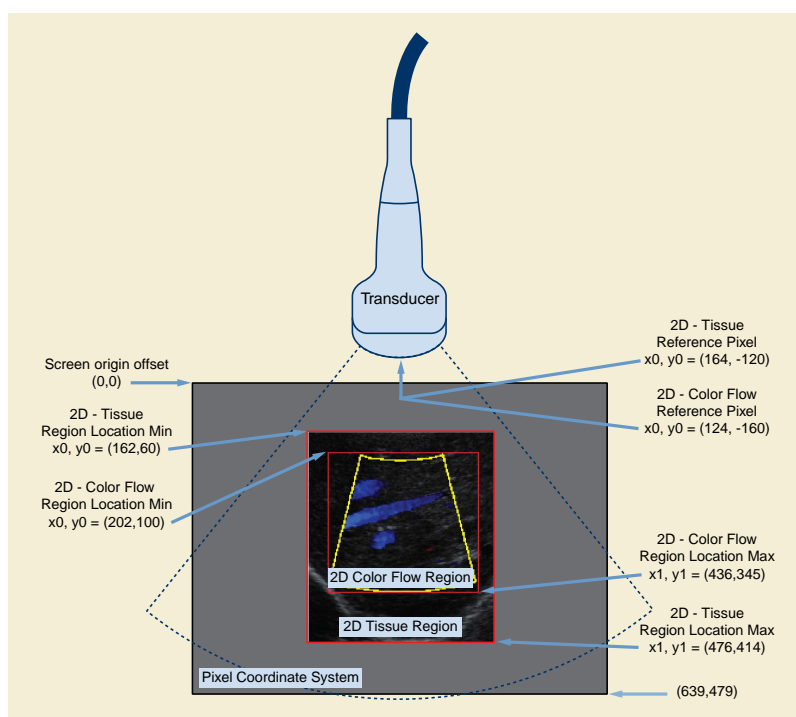 Transducer
2D - Tissue
Reference Pixel
x0, y0 = (164, -120)
Screen origin offset
(0,0)
2D - Color Flow
Reference Pixel
x0, y0 = (124, -160)
2D - Tissue
Region Location Min
x0, y0 = (162,60)
2D - Color Flow
Region Location Min
x0, y0 = (202,100)
2D - Color Flow
Region Location Max
x1, y1 = (436,345)
2D Color Flow Region
2D Tissue Region
2D - Tissue
Region Location Max
x1, y1 = (476,414)
Pixel Coordinate System
(639,479)